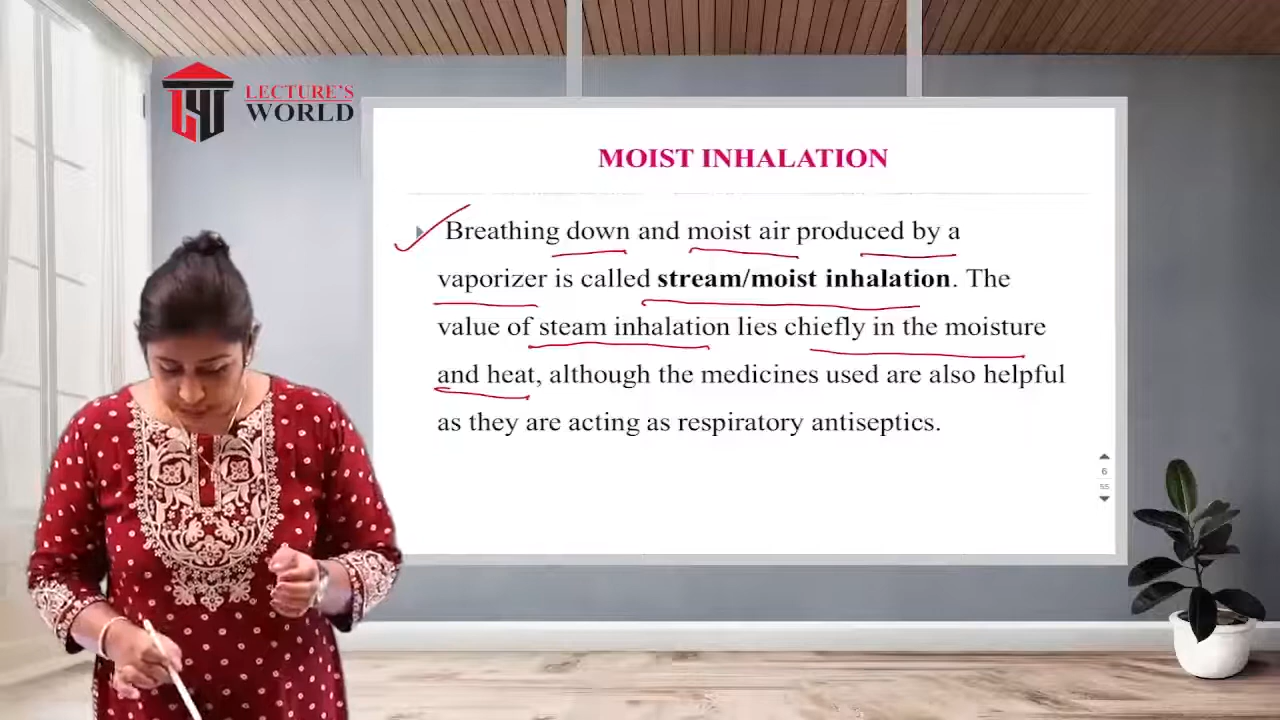 LECTURE'S
WORLD
MOIST INHALATION
Breathing down and moist air produced by a
vaporizer is called stream/moist inhalation. The
value of steam inhalation lies chiefly in the moisture
and heat, although the medicines used are also helpful
as they are acting as respiratory antiseptics.
6
55